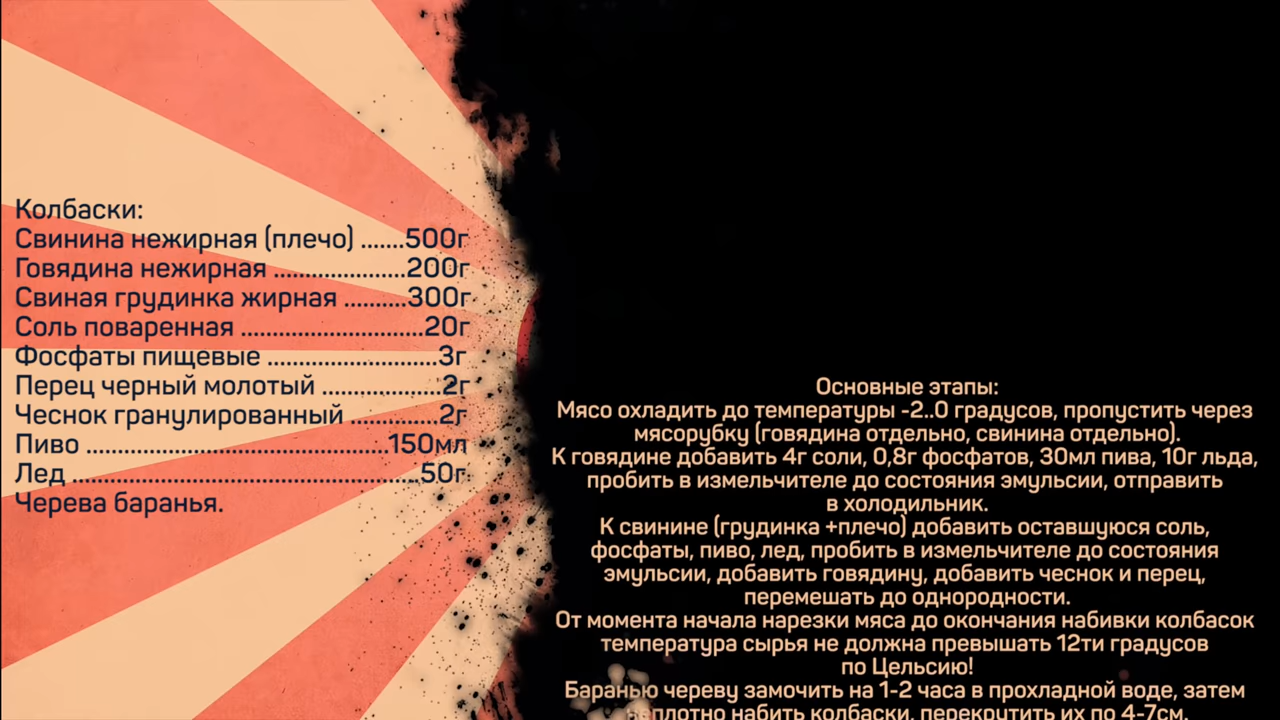 Колбаски:
Свинина нежирная (плечо) .......500г
Говядина нежирная ......................200г
Свиная грудинка жирная ..........300г
Соль поваренная ..............................20г
Фосфаты пищевые ............................3г
Перец черный молотый ...................2г
Чеснок гранулированный ..............2г
Пиво .................................................150мл
Лед .........................................................50г
Черева баранья.
Основные этапы:
Мясо охладить до температуры -2..0 градусов, пропустить через
мясорубку (говядина отдельно, свинина отдельно).
К говядине добавить 4г соли, 0,8г фосфатов, 30мл пива, 10г льда,
пробить в измельчителе до состояния эмульсии, отправить
в холодильник.
К свинине (грудинка +плечо) добавить оставшуюся соль,
фосфаты, пиво, лед, пробить в измельчителе до состояния
эмульсии, добавить говядину, добавить чеснок и перец,
перемешать до однородности.
От момента начала нарезки мяса до окончания набивки колбасок
температура сырья не должна превышать 12ти градусов
по Цельсию!
Баранью череву замочить на 1-2 часа в прохладной воде, затем
набить колбаски, перекрутить их по 4-7см.